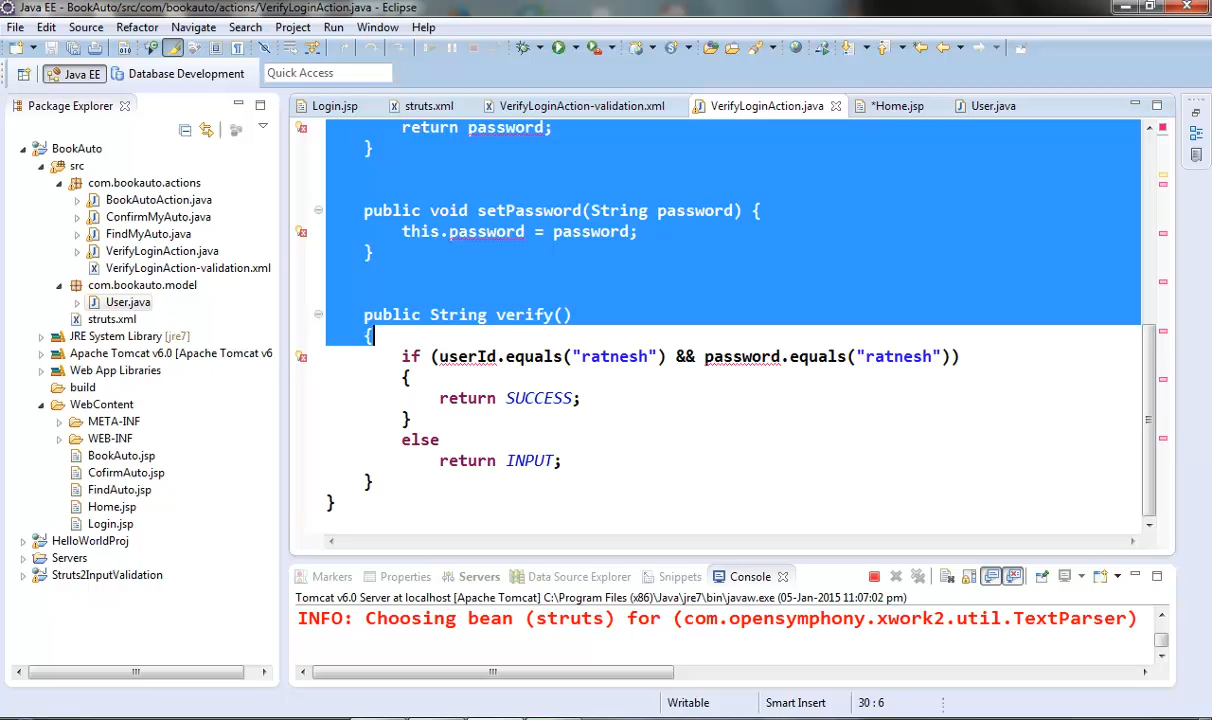 Java EE - BookAuto/src/com/bookauto/actions/VerifyLoginAction.java - Eclipse
File Edit Source Refactor Navigate Search Project Run Window Help
Java EE Database Development Quick Access
Package Explorer
BookAuto
src
com.bookauto.actions
BookAutoAction.java
ConfirmMyAuto.java
FindMyAuto.java
VerifyLoginAction.java
VerifyLoginAction-validation.xml
com.bookauto.model
User.java
struts.xml
JRE System Library [jre7]
Apache Tomcat v6.0 [Apache Tomcat v6
Web App Libraries
build
WebContent
META-INF
WEB-INF
BookAuto.jsp
CofirmAuto.jsp
FindAuto.jsp
Home.jsp
Login.jsp
HelloWorldProj
Servers
Struts2InputValidation
Login.jsp struts.xml VerifyLoginAction-validation.xml VerifyLoginAction.java *Home.jsp User.java
return password;
}
public void setPassword(String password) {
this.password = password;
}
public String verify()
{
if (userId.equals("ratnesh") && password.equals("ratnesh"))
{
return SUCCESS;
}
else
return INPUT;
}
}
Markers Properties Servers Data Source Explorer Snippets Console
Tomcat v6.0 Server at localhost [Apache Tomcat] C:\Program Files (x86)\Java\jre7\bin\javaw.exe (05-Jan-2015 11:07:02 pm)
INFO: Choosing bean (struts) for (com.opensymphony.xwork2.util.TextParser)
Writable Smart Insert 30 : 6